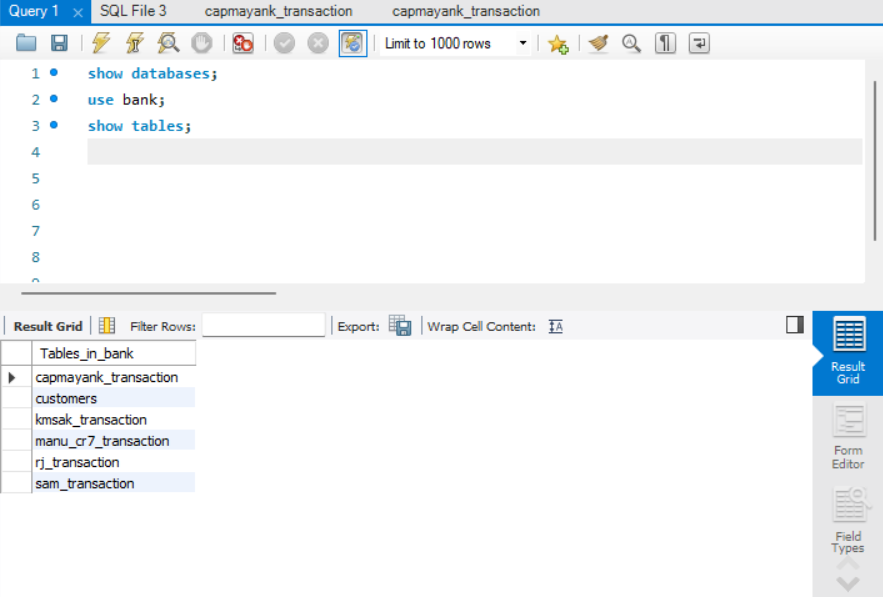 Query 1 SQL File 3 capmayank_transaction capmayank_transaction
Limit to 1000 rows
1 show databases;
2 use bank;
3 show tables;
4
5
6
7
8
Result Grid Filter Rows: Export: Wrap Cell Content: IA
Tables_in_bank
capmayank_transaction
customers
kmsak_transaction
manu_cr7_transaction
rj_transaction
sam_transaction
Result
Grid
Form
Editor
Field
Types